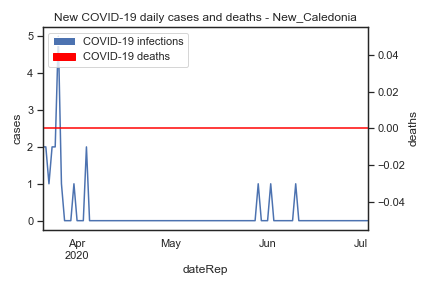 New COVID-19 daily cases and deaths - New_Caledonia
COVID-19 infections
COVID-19 deaths
5
4
3
2
1
0
cases
0.04
0.02
0.00
−0.02
−0.04
deaths
Apr
2020
May
Jun
Jul
dateRep